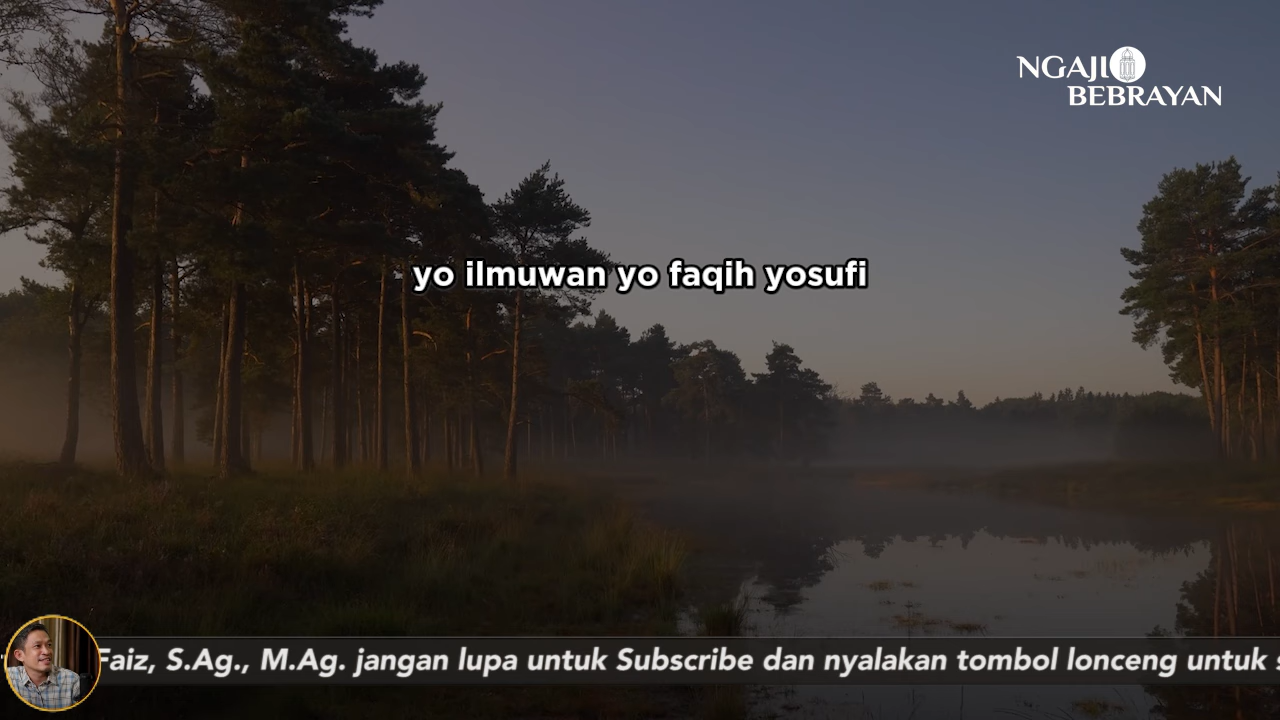 NGAJI
BEBRAYAN
yo ilmuwan yo faqih yosufi
Faiz, S.Ag., M.Ag. jangan lupa untuk Subscribe dan nyalakan tombol lonceng untuk